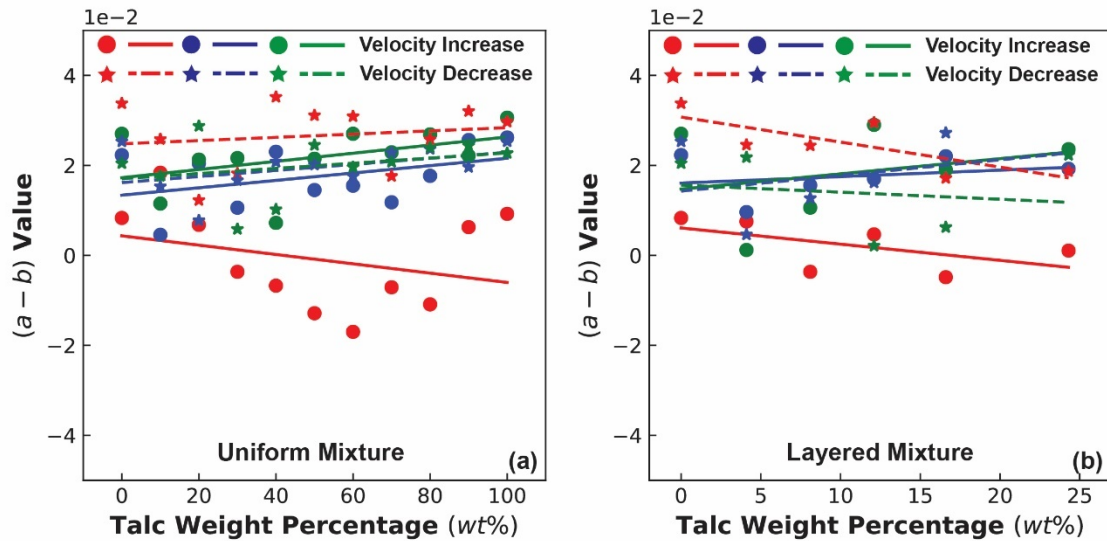 1e−2
Velocity Increase
Velocity Decrease
4
2
0
−2
−4
(a − b) Value
Uniform Mixture
(a)
0 20 40 60 80 100
Talc Weight Percentage (wt%)
1e−2
Velocity Increase
Velocity Decrease
4
2
0
−2
−4
(a − b) Value
Layered Mixture
(b)
0 5 10 15 20 25
Talc Weight Percentage (wt%)